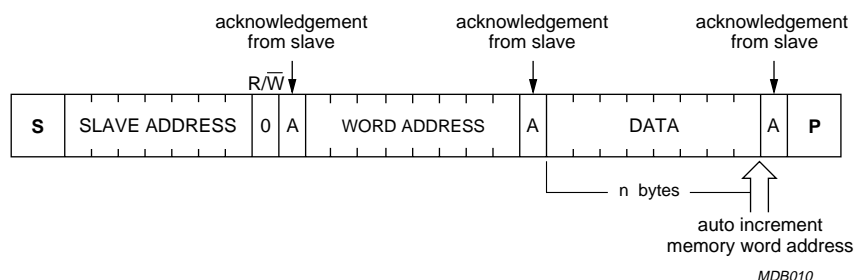 acknowledgement
from slave
acknowledgement
from slave
acknowledgement
from slave
R/W̅
S SLAVE ADDRESS 0 A WORD ADDRESS A DATA A P
n bytes
auto increment
memory word address
MDB010